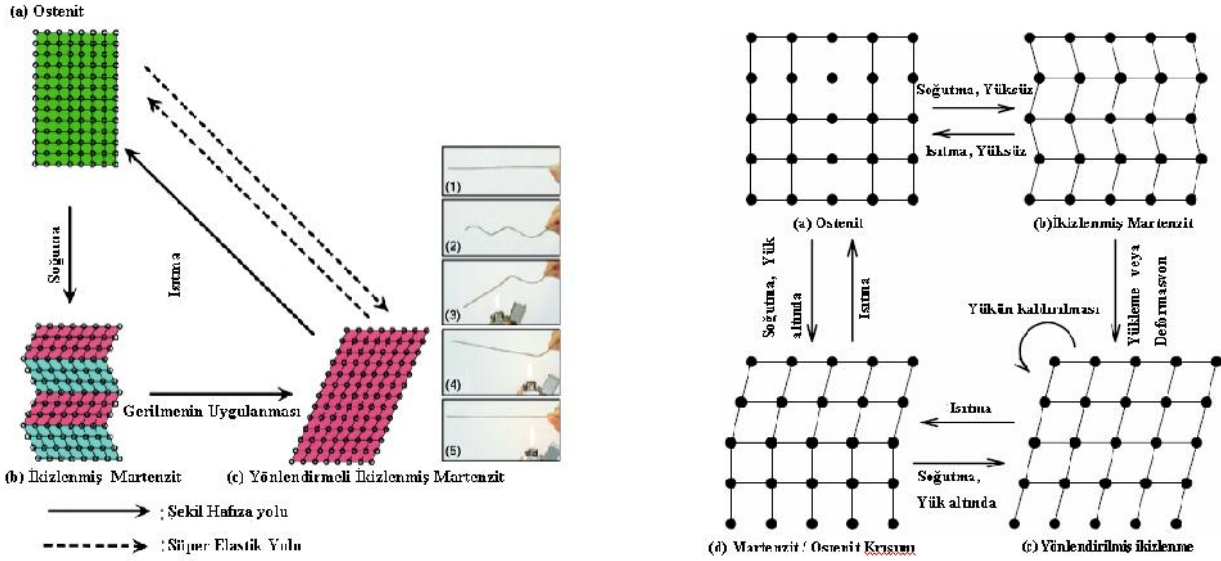 (a) Ostenit
Soğuma
Isıtma
(1)
(2)
(3)
(4)
(5)
Gerilmenin Uygulanması
(b) İkizlenmiş Martenzit
(c) Yönlendirmeli İkizlenmiş Martenzit
: Şekil Hafıza yolu
: Süper Elastik Yolu
Soğutma, Yüksüz
Isıtma, Yüksüz
(a) Ostenit
(b)İkizlenmiş Martenzit
Soğutma, Yük
altında
Isıtma
Yükün kaldırılması
Yükleme veya
Deformasyon
Isıtma
Soğutma,
Yük altında
(d) Martenzit / Ostenit Krısımı
(c) Yönlendirilmiş ikizlenme